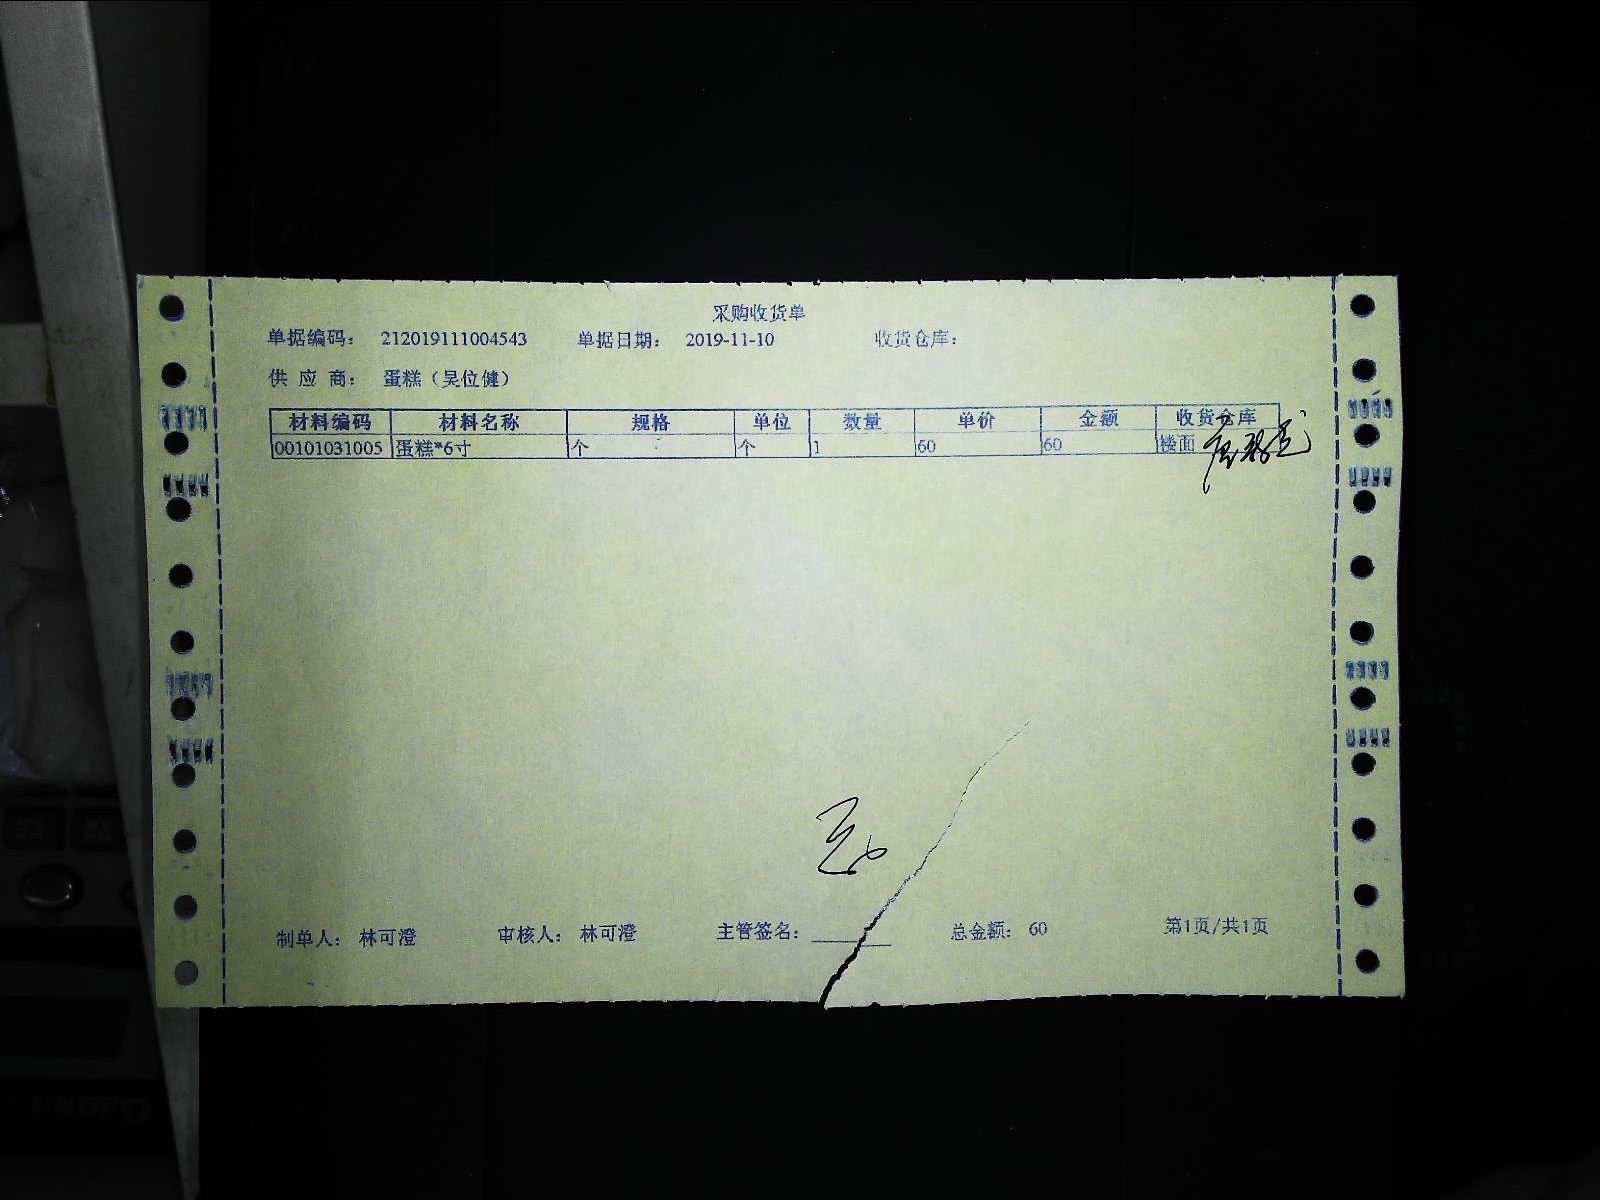 采购收货单
单据编码： 212019111004543 单据日期： 2019-11-10 收货仓库：
供 应 商： 蛋糕（吴位健）
材料编码 材料名称 规格 单位 数量 单价 金额 收货仓库
00101031005 蛋糕*6寸 个 个 1 60 60 楼面
制单人： 林可澄 审核人： 林可澄 主管签名： 总金额： 60 第1页/共1页